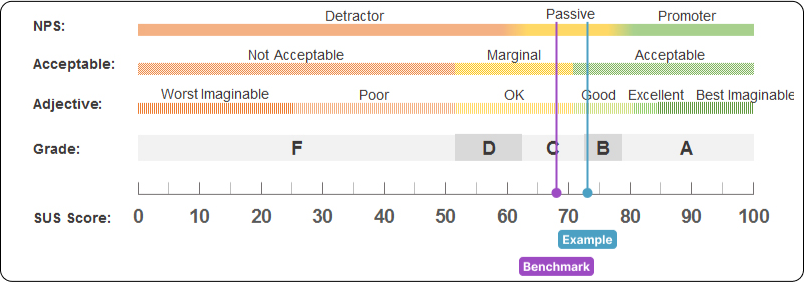 NPS: Detractor Passive Promoter
Acceptable: Not Acceptable Marginal Acceptable
Adjective: Worst Imaginable Poor OK Good Excellent Best Imaginable
Grade: F D C B A
SUS Score: 0 10 20 30 40 50 60 70 80 90 100
Example
Benchmark